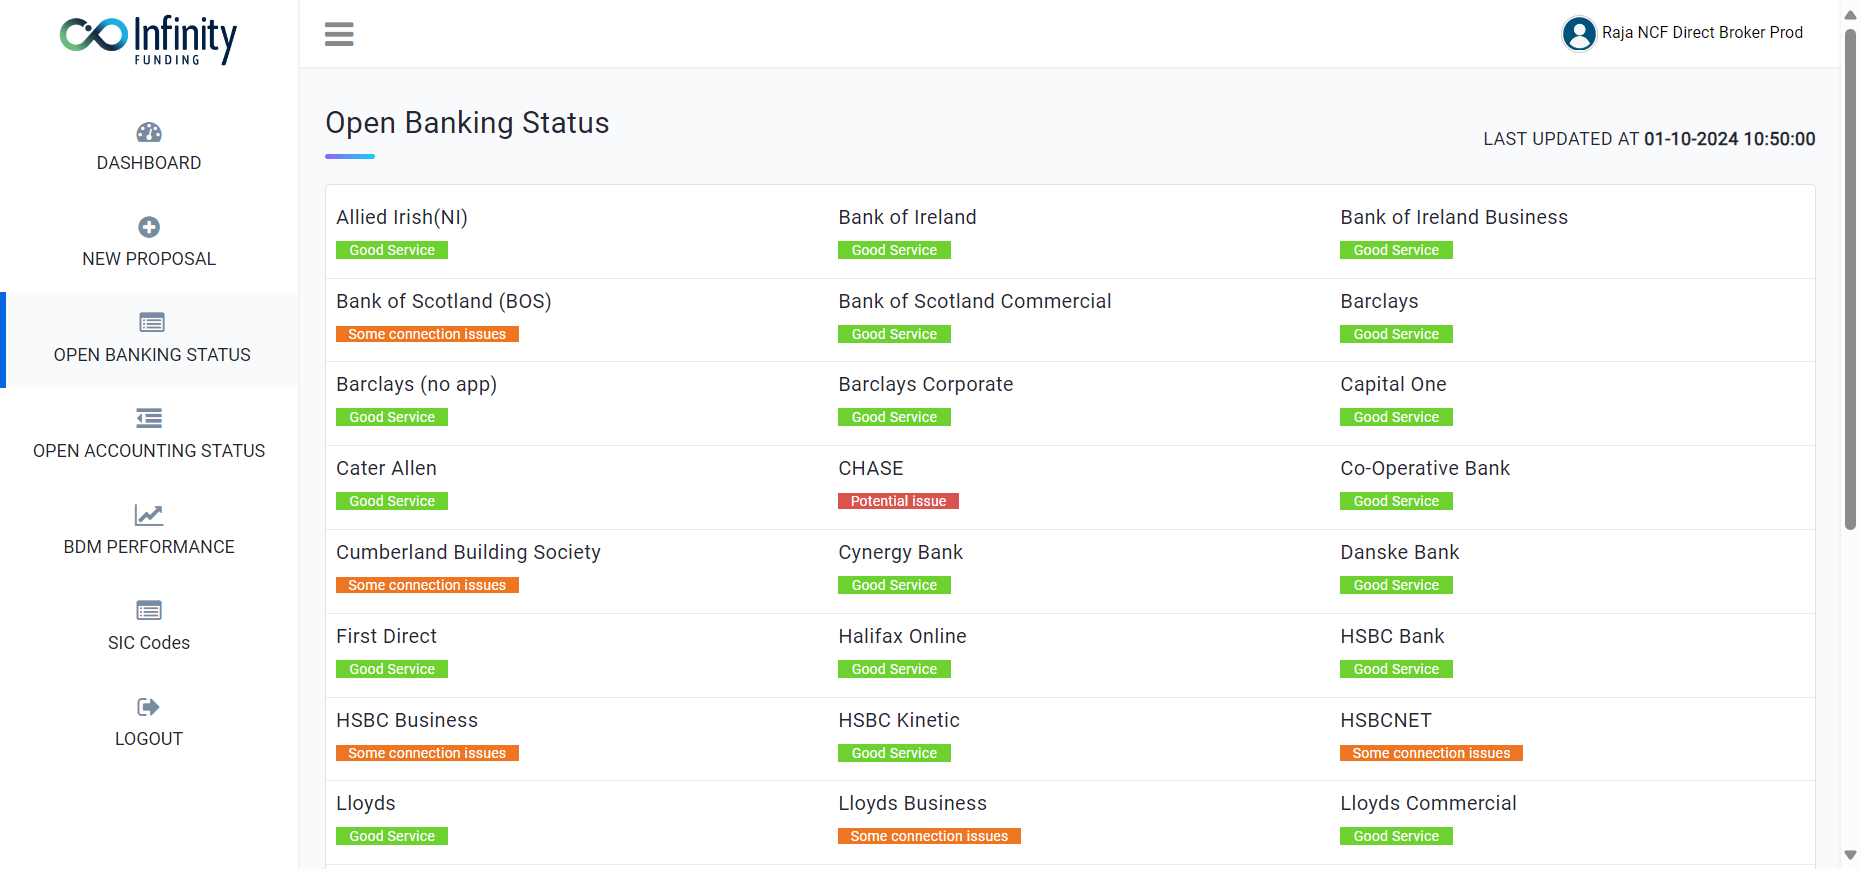 Infinity
FUNDING
Raja NCF Direct Broker Prod
DASHBOARD
NEW PROPOSAL
OPEN BANKING STATUS
OPEN ACCOUNTING STATUS
BDM PERFORMANCE
SIC Codes
LOGOUT
Open Banking Status
LAST UPDATED AT 01-10-2024 10:50:00
Allied Irish(NI)
Good Service
Bank of Ireland
Good Service
Bank of Ireland Business
Good Service
Bank of Scotland (BOS)
Some connection issues
Bank of Scotland Commercial
Good Service
Barclays
Good Service
Barclays (no app)
Good Service
Barclays Corporate
Good Service
Capital One
Good Service
Cater Allen
Good Service
CHASE
Potential issue
Co-Operative Bank
Good Service
Cumberland Building Society
Some connection issues
Cynergy Bank
Good Service
Danske Bank
Good Service
First Direct
Good Service
Halifax Online
Good Service
HSBC Bank
Good Service
HSBC Business
Some connection issues
HSBC Kinetic
Good Service
HSBCNET
Some connection issues
Lloyds
Good Service
Lloyds Business
Some connection issues
Lloyds Commercial
Good Service